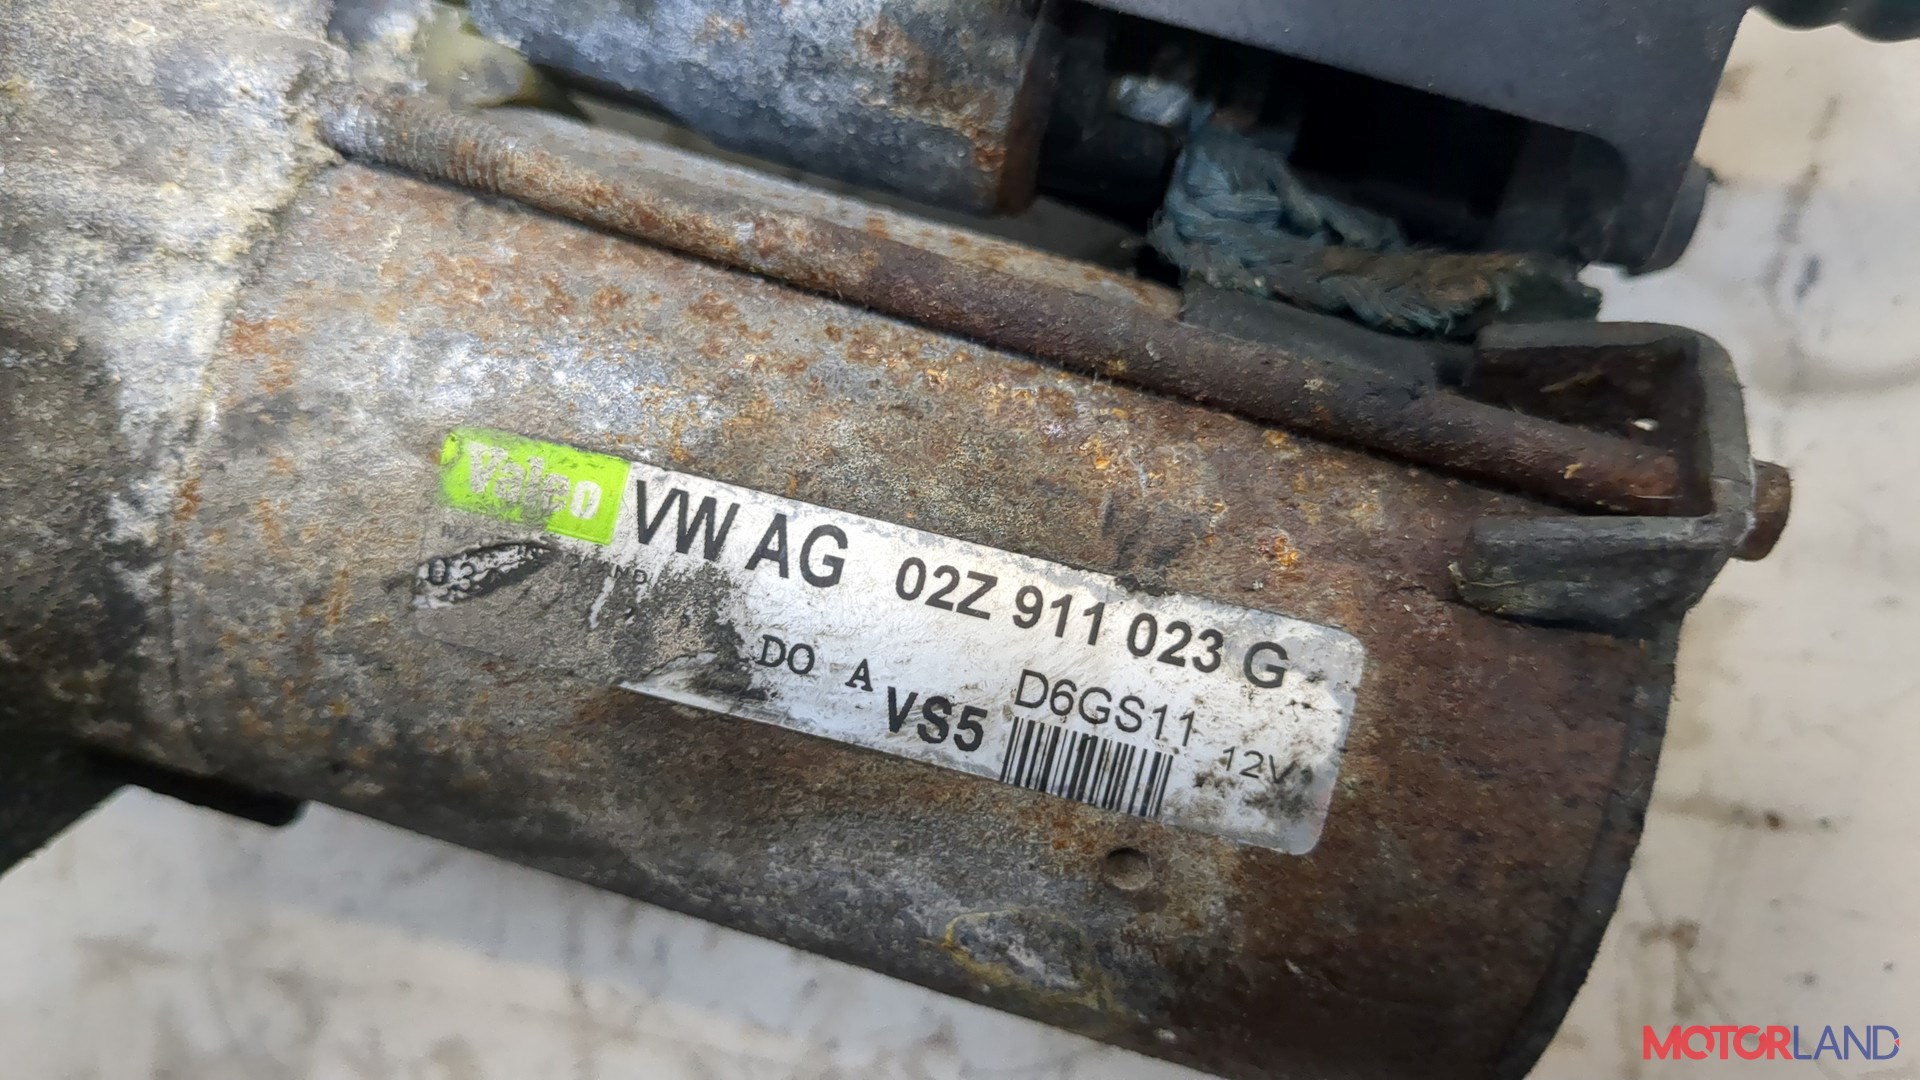 Valeo
VW AG 02Z 911 023 G
DO A VS5 D6GS11 12V
MOTORLAND